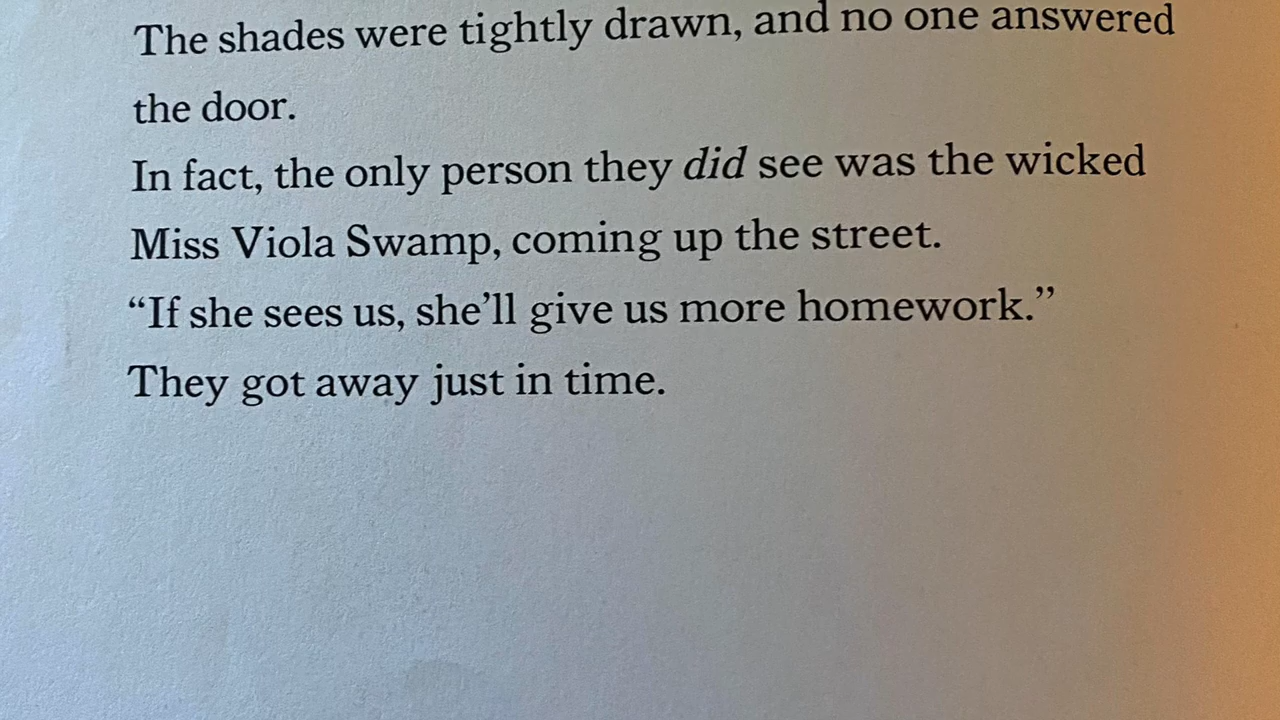 The shades were tightly drawn, and no one answered
the door.
In fact, the only person they did see was the wicked
Miss Viola Swamp, coming up the street.
“If she sees us, she’ll give us more homework.”
They got away just in time.